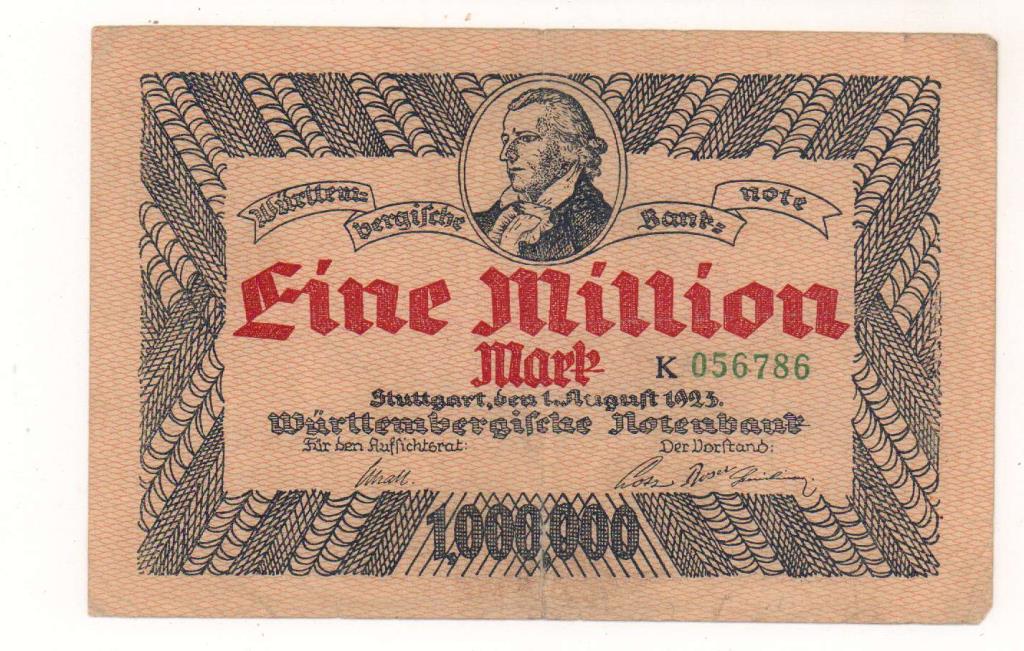 Württem=
bergische
Bank=
note
Eine Million
Mark
K 056786
Stuttgart, den 1. August 1923.
Württembergische Notenbank
Für den Aufsichtsrat:
Der Vorstand:
1,000,000